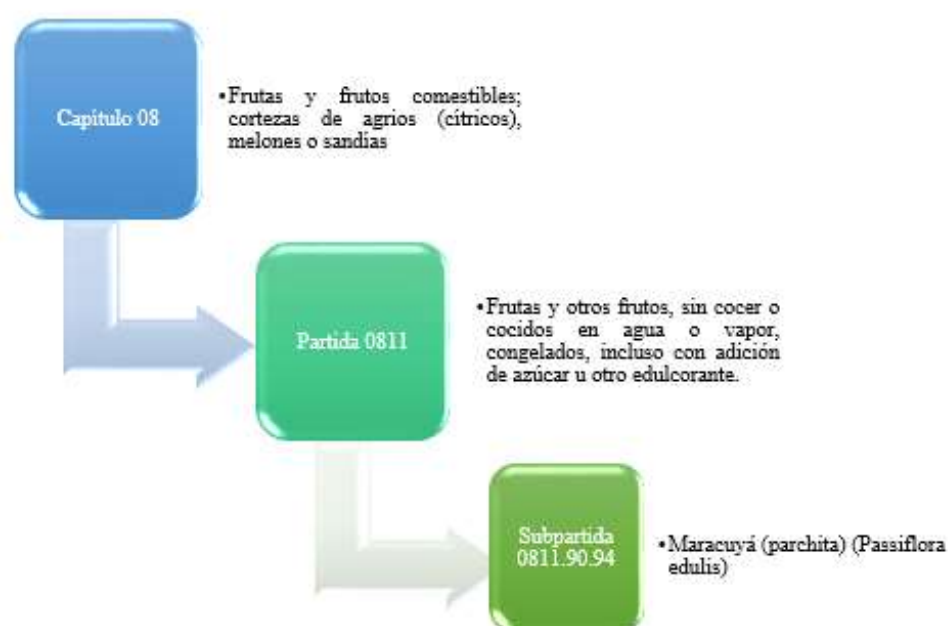 Capítulo 08
•Frutas y frutos comestibles;
cortezas de agrios (cítricos),
melones o sandías
Partida 0811
•Frutas y otros frutos, sin cocer o
cocidos en agua o vapor,
congelados, incluso con adición
de azúcar u otro edulcorante.
Subpartida
0811.90.94
•Maracuyá (parchita) (Passiflora
edulis)